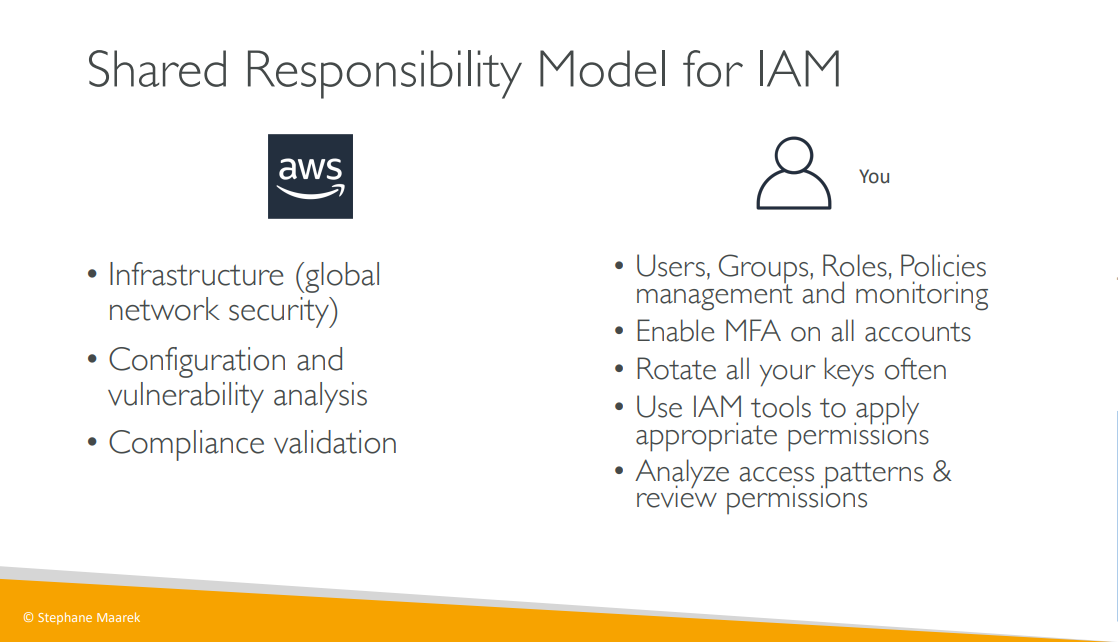 Shared Responsibility Model for IAM
aws
You
• Infrastructure (global
network security)
• Configuration and
vulnerability analysis
• Compliance validation
• Users, Groups, Roles, Policies
management and monitoring
• Enable MFA on all accounts
• Rotate all your keys often
• Use IAM tools to apply
appropriate permissions
• Analyze access patterns &
review permissions
© Stephane Maarek